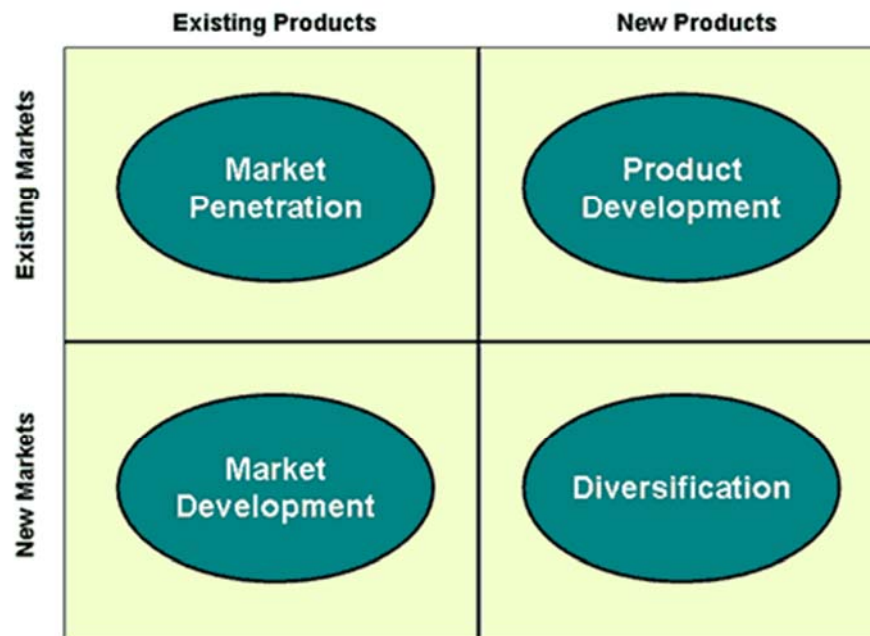 Existing Products
New Products
Existing Markets
Market
Penetration
Product
Development
New Markets
Market
Development
Diversification